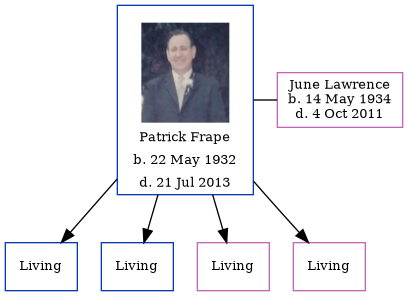 June Lawrence
b. 14 May 1934
d. 4 Oct 2011
Patrick Frape
b. 22 May 1932
d. 21 Jul 2013
Living
Living
Living
Living